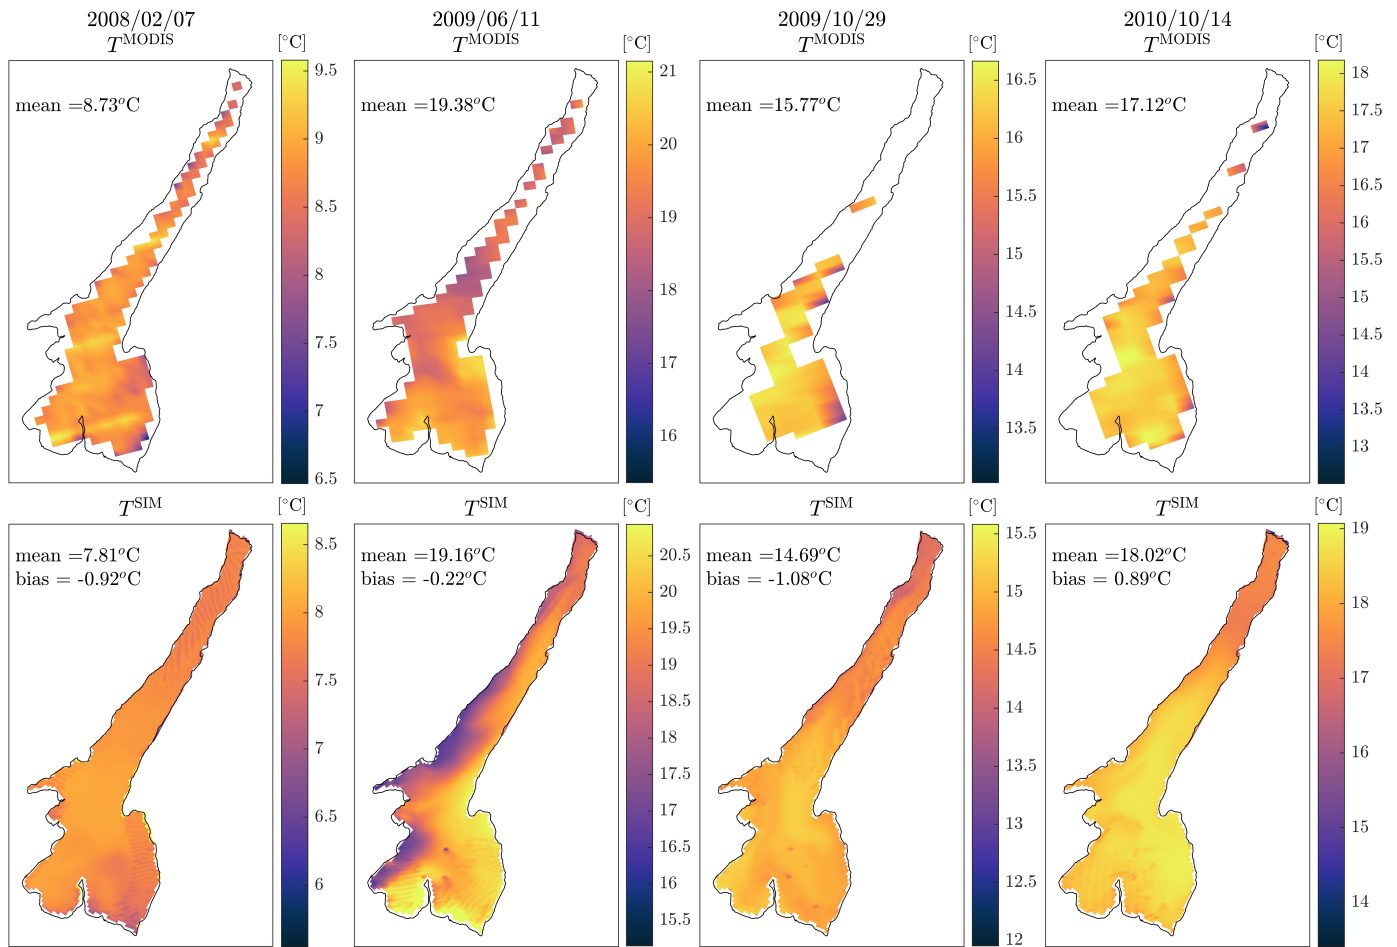 2008/02/07
T^MODIS
[°C]
mean =8.73°C
9.5
9
8.5
8
7.5
7
6.5
2009/06/11
T^MODIS
[°C]
mean =19.38°C
21
20
19
18
17
16
2009/10/29
T^MODIS
[°C]
mean =15.77°C
16.5
16
15.5
15
14.5
14
13.5
2010/10/14
T^MODIS
[°C]
mean =17.12°C
18
17.5
17
16.5
16
15.5
15
14.5
14
13.5
13
T^SIM
[°C]
mean =7.81°C
bias = -0.92°C
8.5
8
7.5
7
6.5
6
T^SIM
[°C]
mean =19.16°C
bias = -0.22°C
20.5
20
19.5
19
18.5
18
17.5
17
16.5
16
15.5
T^SIM
[°C]
mean =14.69°C
bias = -1.08°C
15.5
15
14.5
14
13.5
13
12.5
12
T^SIM
[°C]
mean =18.02°C
bias = 0.89°C
19
18
17
16
15
14